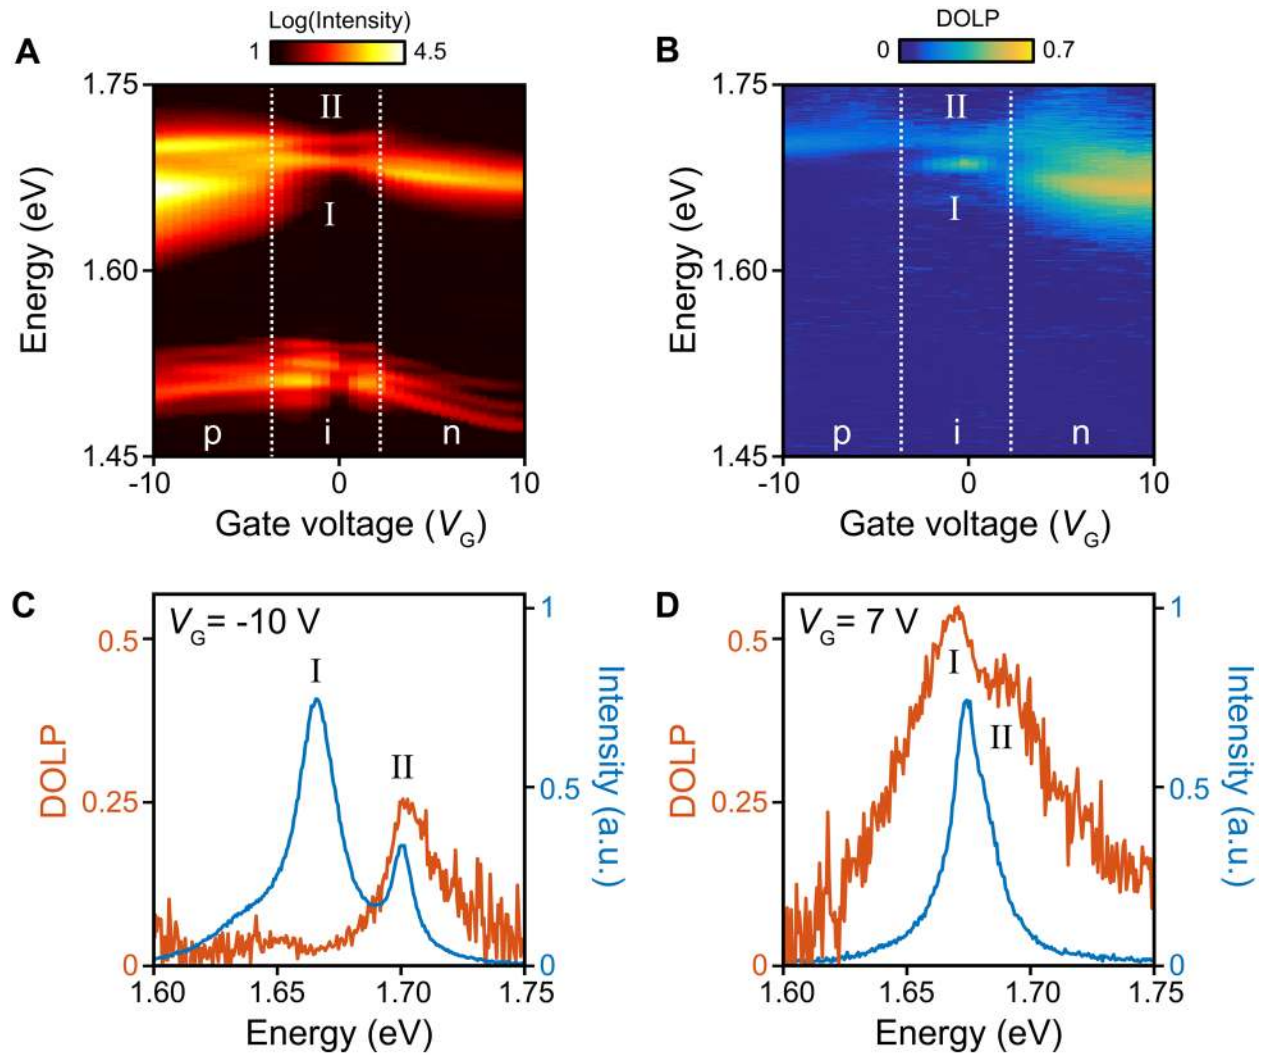 A
Log(Intensity)
1 4.5
1.75
1.60
1.45
Energy (eV)
II
I
p i n
-10 0 10
Gate voltage (VG)
B
DOLP
0 0.7
1.75
1.60
1.45
Energy (eV)
II
I
p i n
-10 0 10
Gate voltage (VG)
C
VG= -10 V
I
II
0.5
0.25
0
DOLP
1
0.5
0
Intensity (a.u.)
1.60 1.65 1.70 1.75
Energy (eV)
D
VG= 7 V
I
II
0.5
0.25
0
DOLP
1
0.5
0
Intensity (a.u.)
1.60 1.65 1.70 1.75
Energy (eV)